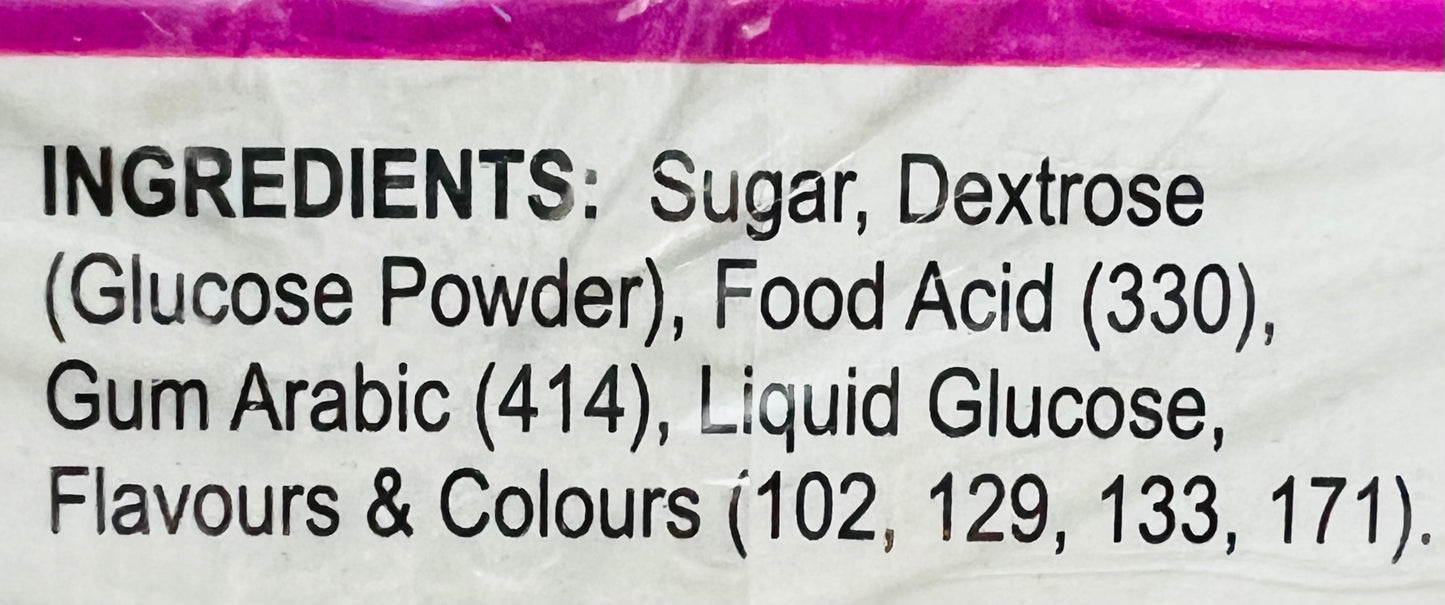 INGREDIENTS: Sugar, Dextrose
(Glucose Powder), Food Acid (330),
Gum Arabic (414), Liquid Glucose,
Flavours & Colours (102, 129, 133, 171).